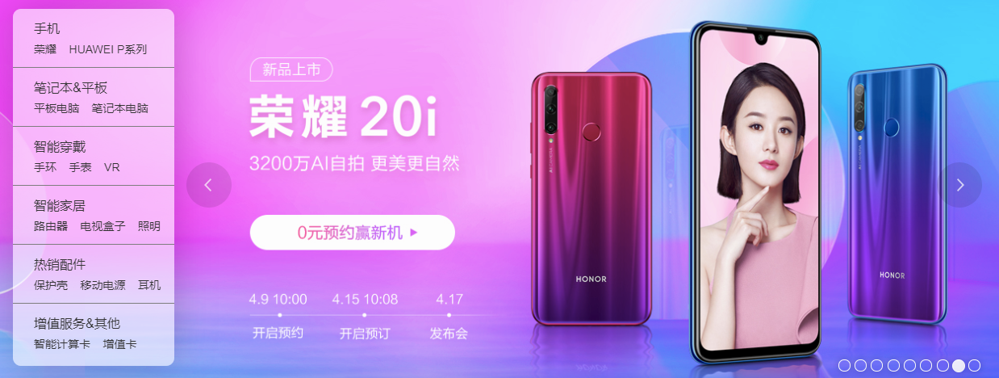 手机
荣耀 HUAWEI P系列
笔记本&平板
平板电脑 笔记本电脑
智能穿戴
手环 手表 VR
智能家居
路由器 电视盒子 照明
热销配件
保护壳 移动电源 耳机
增值服务&其他
智能计算卡 增值卡
新品上市
荣耀 20i
3200万AI自拍 更美更自然
0元预约赢新机
4.9 10:00 4.15 10:08 4.17
开启预约 开启预订 发布会
HONOR
HONOR